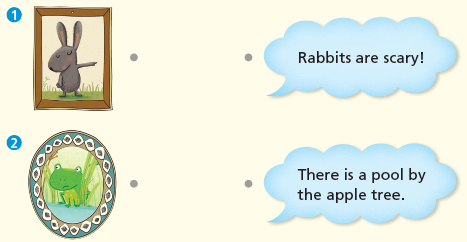 1
Rabbits are scary!
2
There is a pool by
the apple tree.